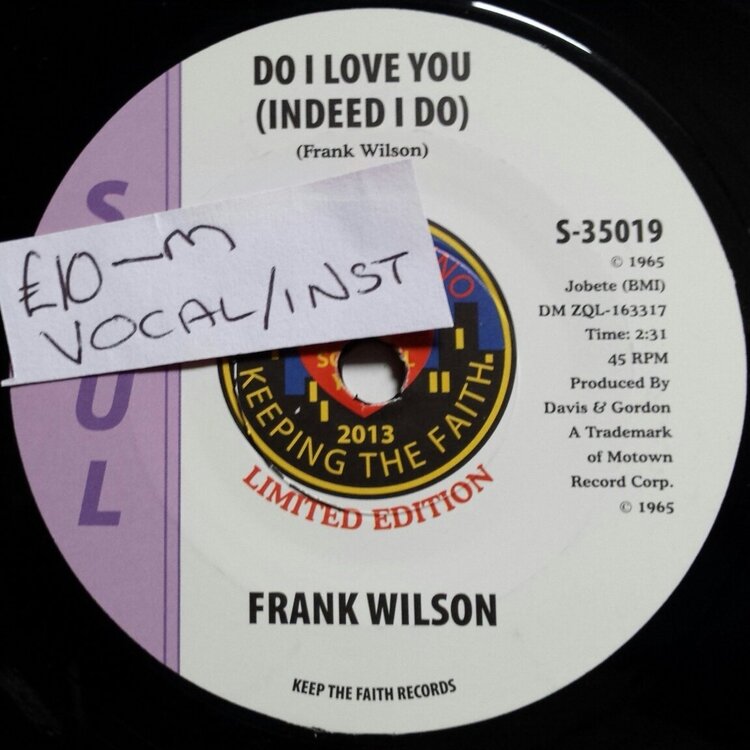 DO I LOVE YOU
(INDEED I DO)
(Frank Wilson)
S
U
L
£10-m
VOCAL/INST
S-35019
© 1965
Jobete (BMI)
DM ZQL-163317
Time: 2:31
45 RPM
Produced By
Davis & Gordon
A Trademark
of Motown
Record Corp.
© 1965
2013
KEEPING THE FAITH
LIMITED EDITION
FRANK WILSON
KEEP THE FAITH RECORDS